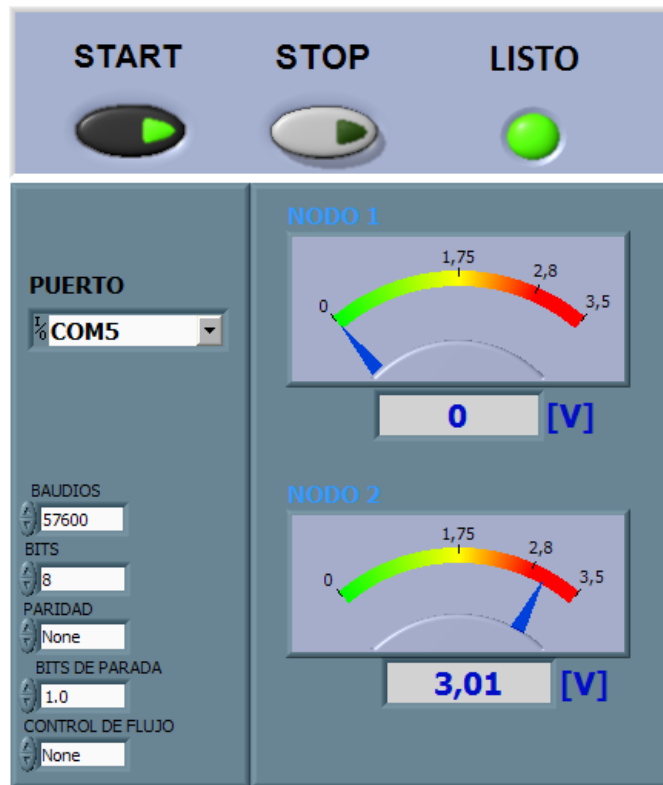 START STOP LISTO
PUERTO
I/O COM5
BAUDIOS
57600
BITS
8
PARIDAD
None
BITS DE PARADA
1.0
CONTROL DE FLUJO
None
NODO 1
0 1,75 2,8 3,5
0 [V]
NODO 2
0 1,75 2,8 3,5
3,01 [V]